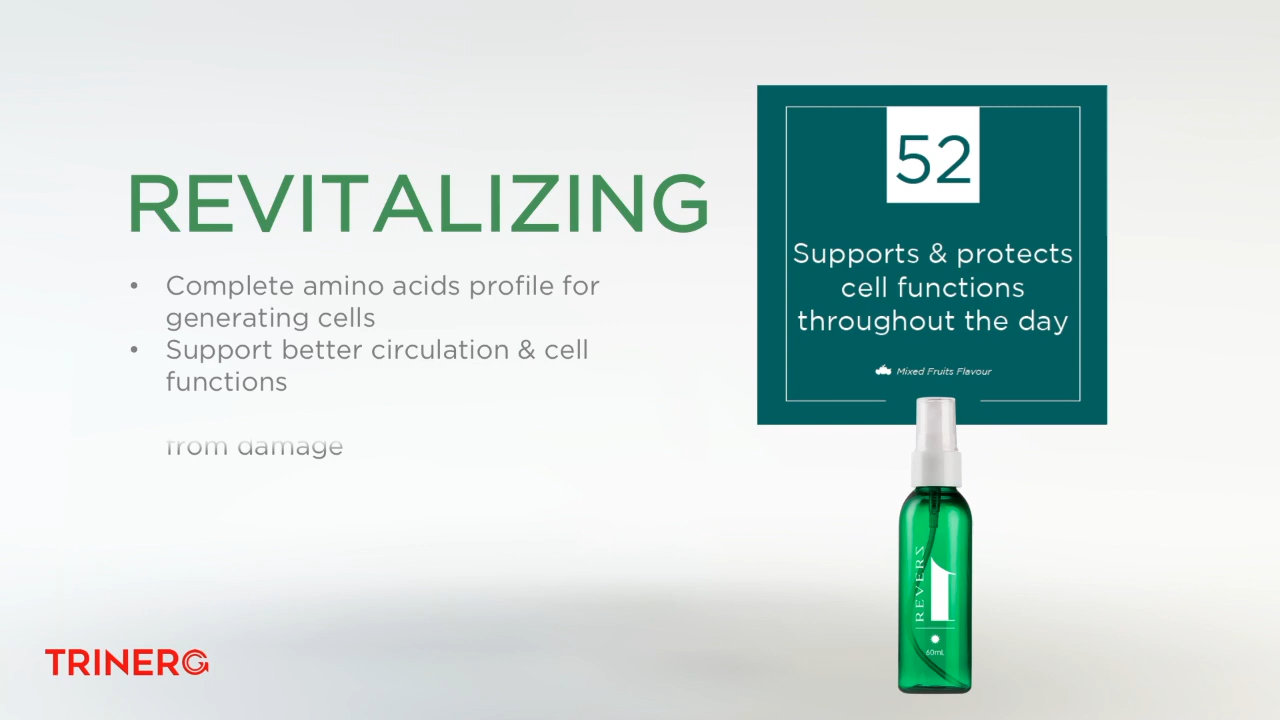 REVITALIZING
• Complete amino acids profile for
generating cells
• Support better circulation & cell
functions
from damage
52
Supports & protects
cell functions
throughout the day
Mixed Fruits Flavour
REVERS
1
60mL
TRINERG